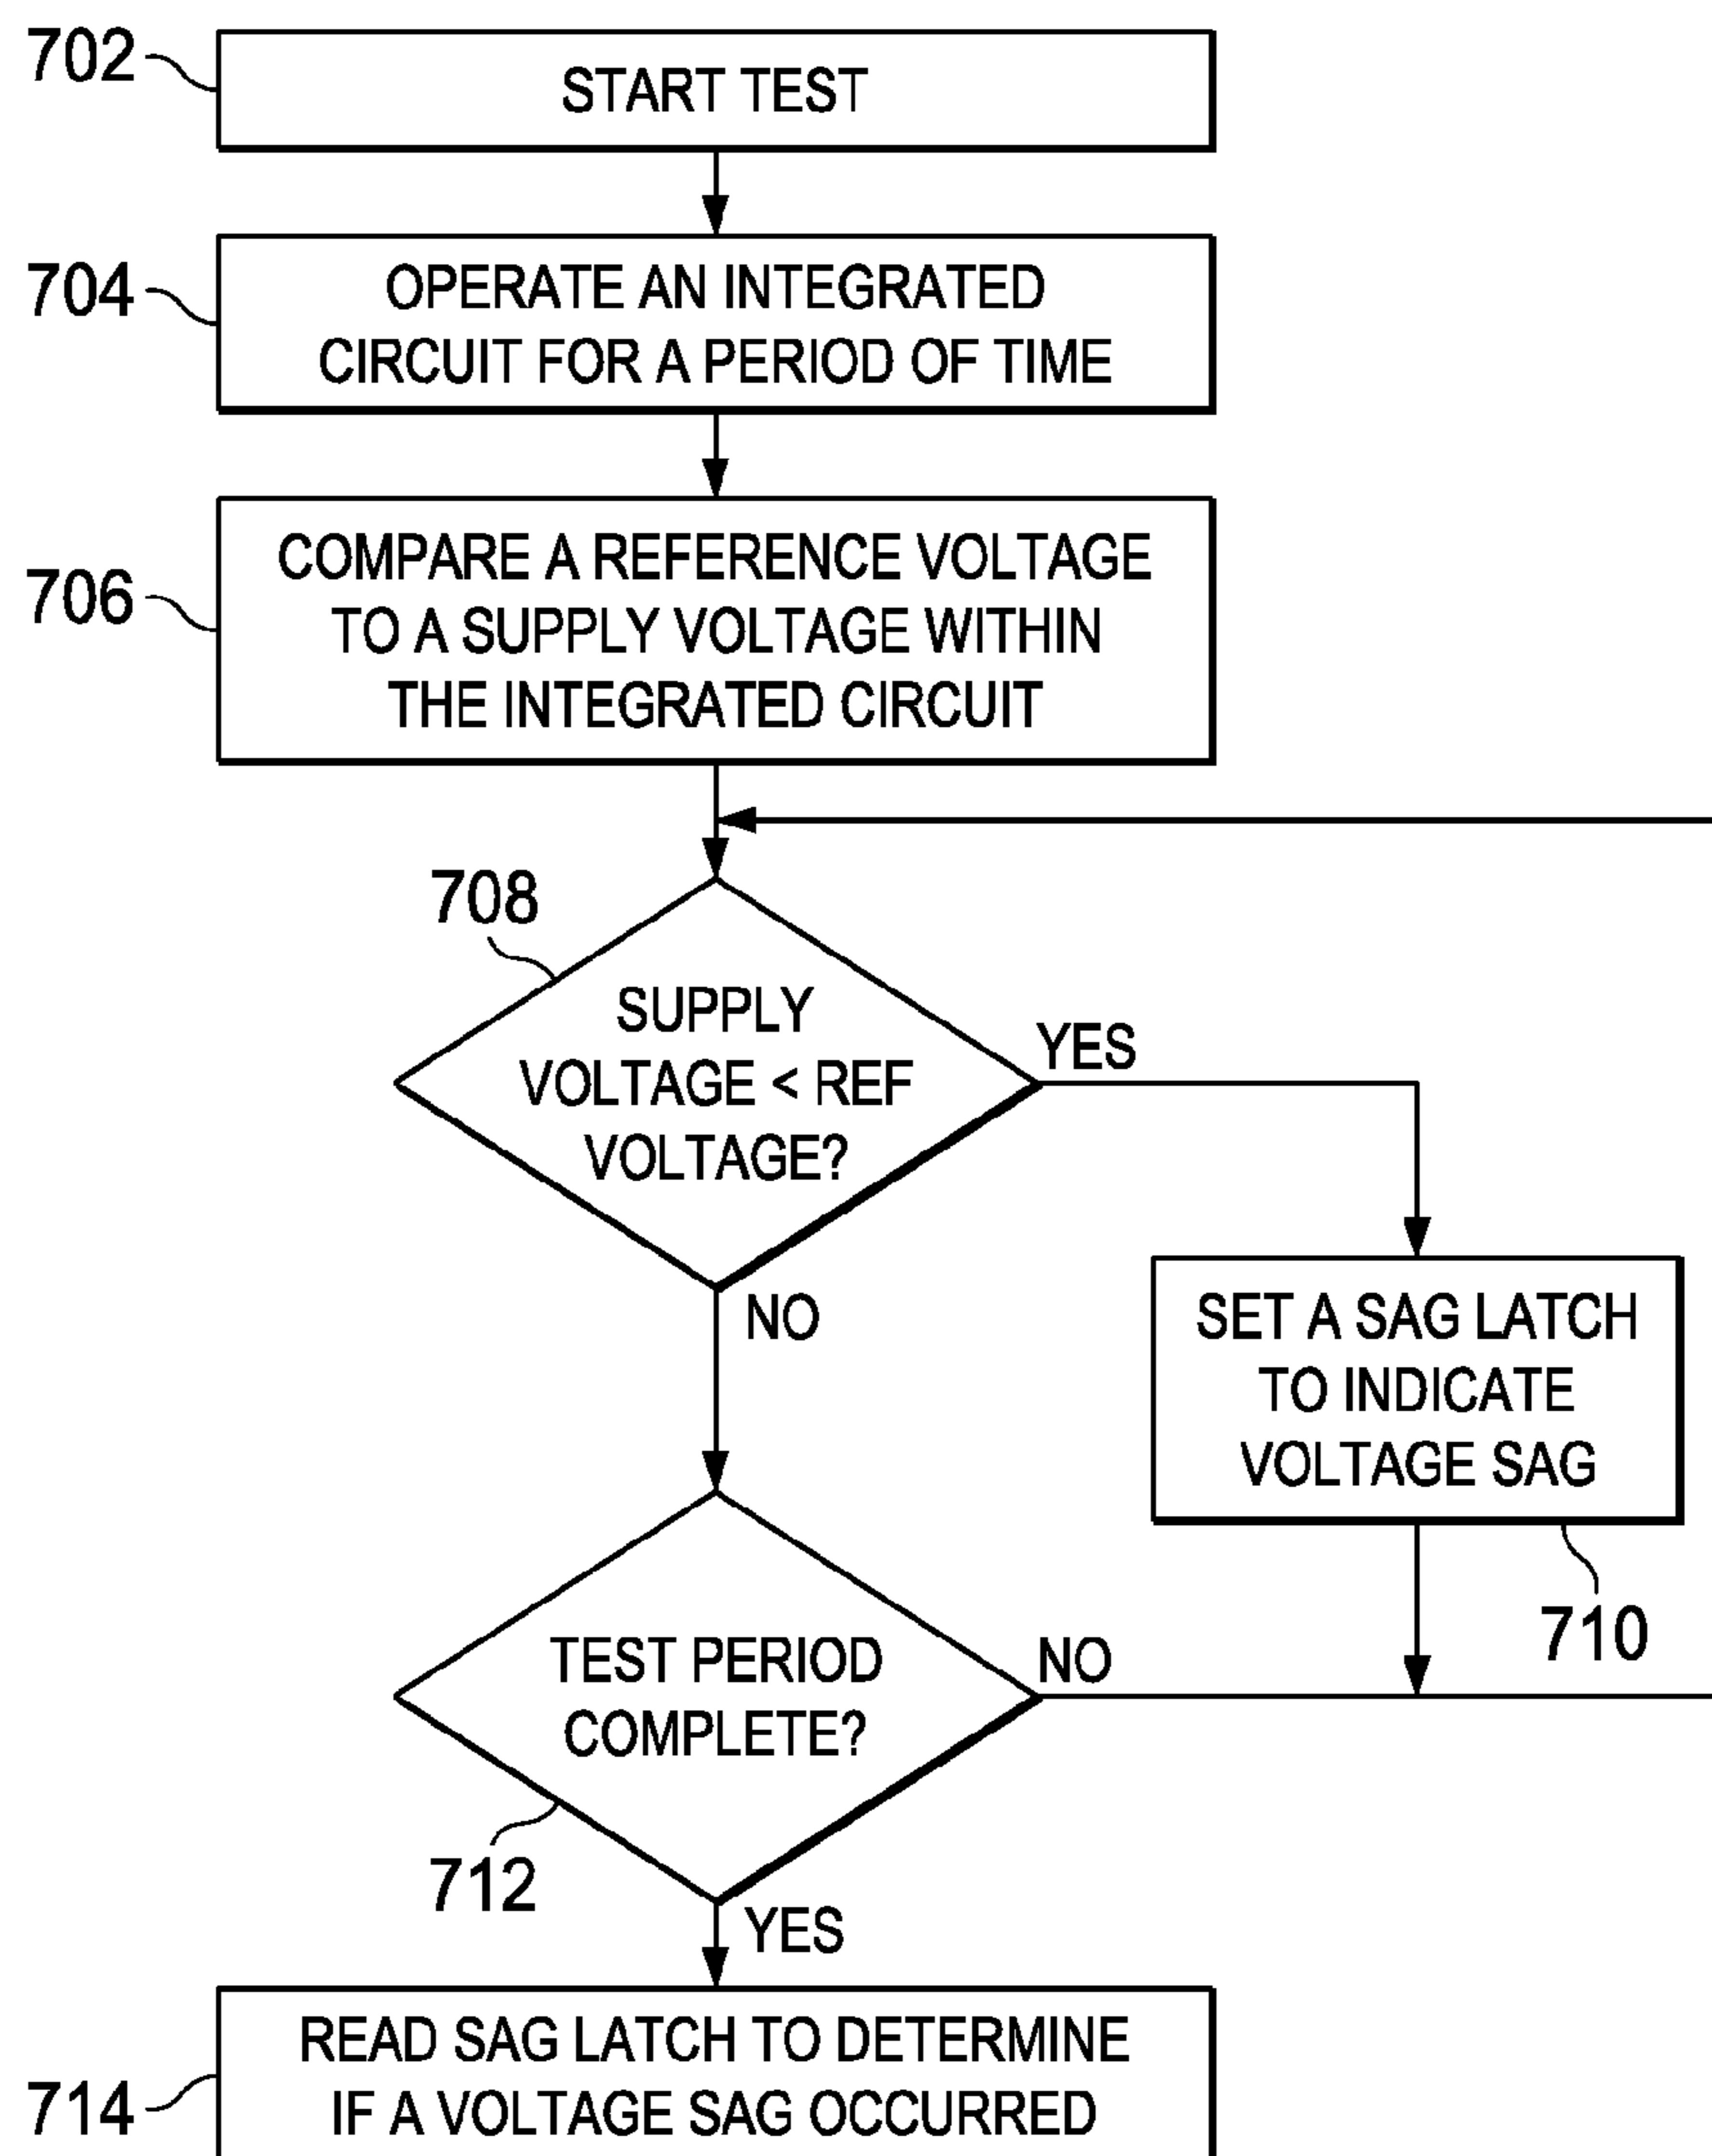 702
START TEST
704
OPERATE AN INTEGRATED
CIRCUIT FOR A PERIOD OF TIME
706
COMPARE A REFERENCE VOLTAGE
TO A SUPPLY VOLTAGE WITHIN
THE INTEGRATED CIRCUIT
708
SUPPLY
VOLTAGE < REF
VOLTAGE?
YES
NO
SET A SAG LATCH
TO INDICATE
VOLTAGE SAG
710
TEST PERIOD
COMPLETE?
NO
712
YES
READ SAG LATCH TO DETERMINE
IF A VOLTAGE SAG OCCURRED
714